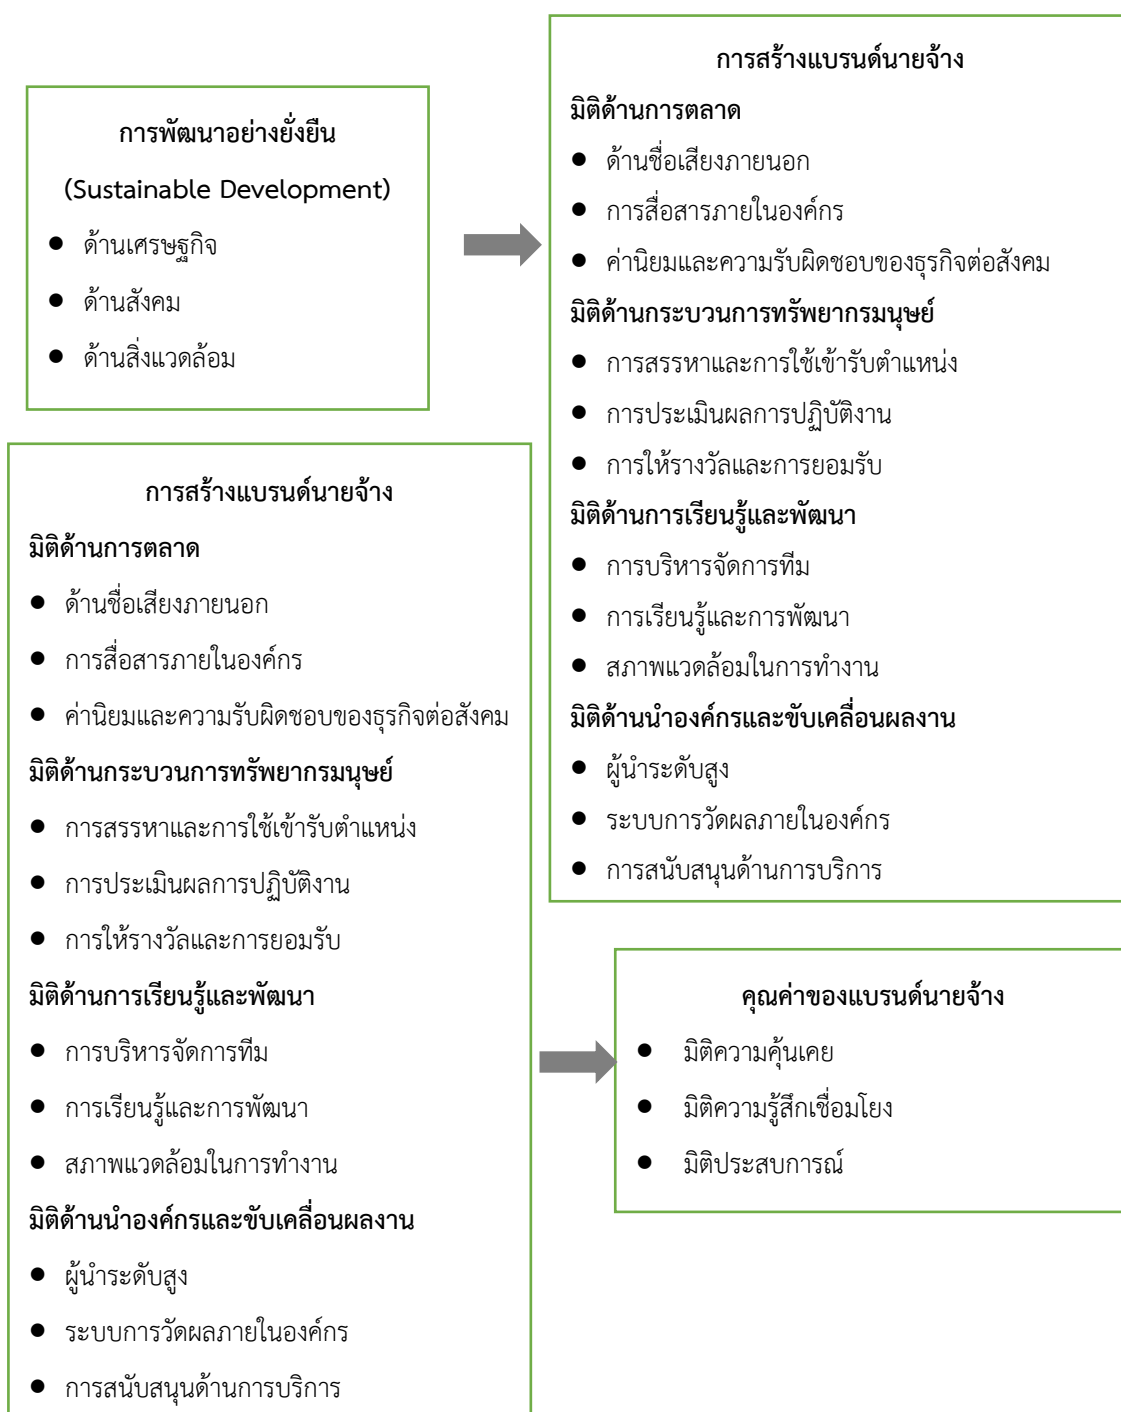 การพัฒนาอย่างยั่งยืน
(Sustainable Development)
● ด้านเศรษฐกิจ
● ด้านสังคม
● ด้านสิ่งแวดล้อม
การสร้างแบรนด์นายจ้าง
มิติด้านการตลาด
● ด้านชื่อเสียงภายนอก
● การสื่อสารภายในองค์กร
● ค่านิยมและความรับผิดชอบของธุรกิจต่อสังคม
มิติด้านกระบวนการทรัพยากรมนุษย์
● การสรรหาและการใช้เข้ารับตำแหน่ง
● การประเมินผลการปฏิบัติงาน
● การให้รางวัลและการยอมรับ
มิติด้านการเรียนรู้และพัฒนา
● การบริหารจัดการทีม
● การเรียนรู้และการพัฒนา
● สภาพแวดล้อมในการทำงาน
มิติด้านนำองค์กรและขับเคลื่อนผลงาน
● ผู้นำระดับสูง
● ระบบการวัดผลภายในองค์กร
● การสนับสนุนด้านการบริการ
การสร้างแบรนด์นายจ้าง
มิติด้านการตลาด
● ด้านชื่อเสียงภายนอก
● การสื่อสารภายในองค์กร
● ค่านิยมและความรับผิดชอบของธุรกิจต่อสังคม
มิติด้านกระบวนการทรัพยากรมนุษย์
● การสรรหาและการใช้เข้ารับตำแหน่ง
● การประเมินผลการปฏิบัติงาน
● การให้รางวัลและการยอมรับ
มิติด้านการเรียนรู้และพัฒนา
● การบริหารจัดการทีม
● การเรียนรู้และการพัฒนา
● สภาพแวดล้อมในการทำงาน
มิติด้านนำองค์กรและขับเคลื่อนผลงาน
● ผู้นำระดับสูง
● ระบบการวัดผลภายในองค์กร
● การสนับสนุนด้านการบริการ
คุณค่าของแบรนด์นายจ้าง
● มิติความคุ้นเคย
● มิติความรู้สึกเชื่อมโยง
● มิติประสบการณ์